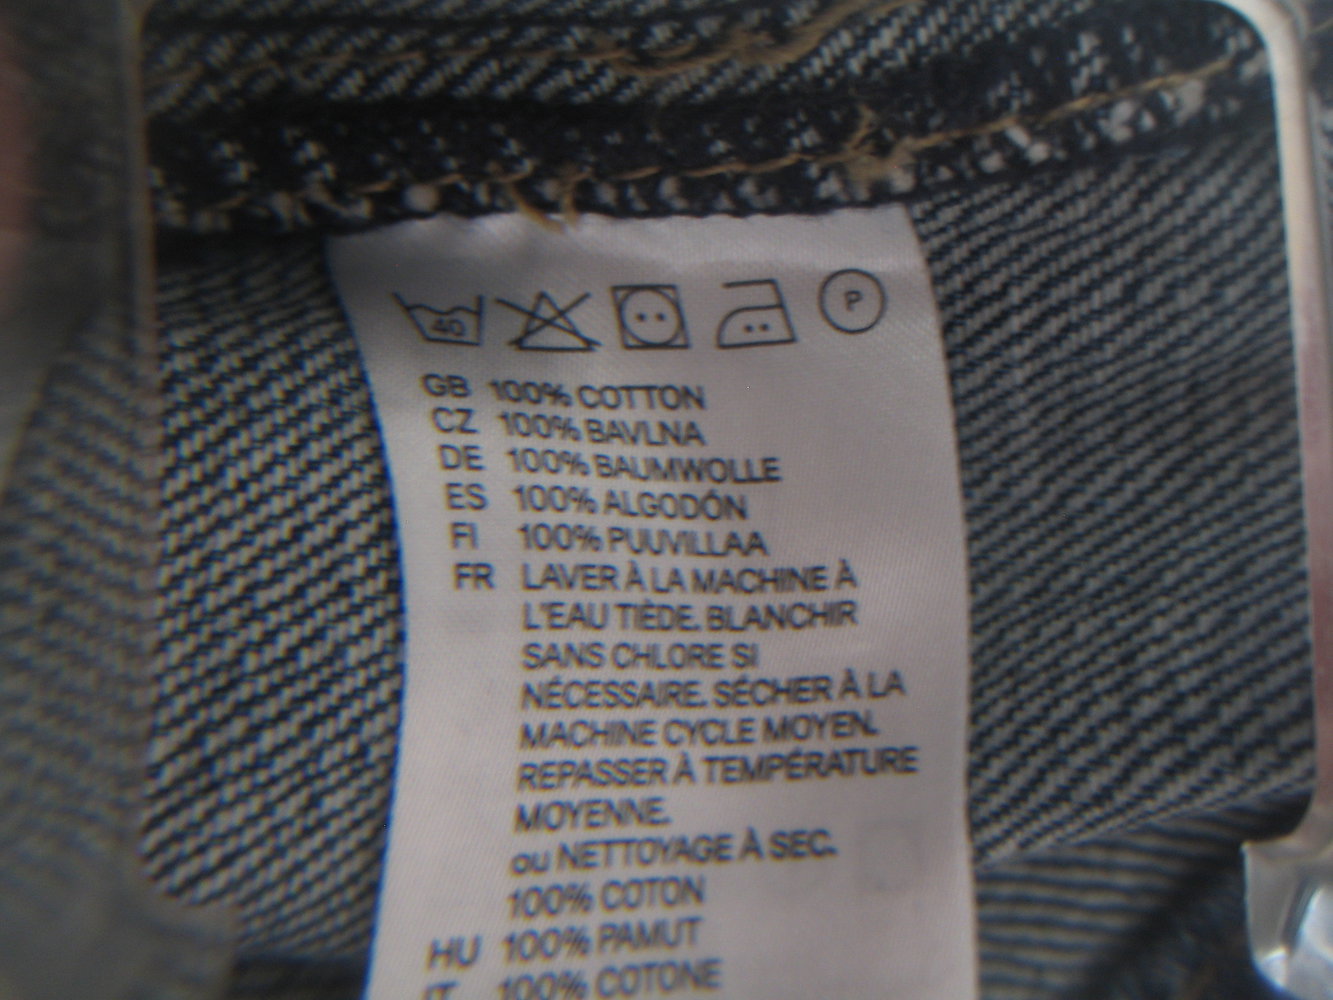 40
P
GB 100% COTTON
CZ 100% BAVLNA
DE 100% BAUMWOLLE
ES 100% ALGODÓN
FI 100% PUUVILLAA
FR LAVER À LA MACHINE À
L'EAU TIÈDE. BLANCHIR
SANS CHLORE SI
NÉCESSAIRE. SÉCHER À LA
MACHINE CYCLE MOYEN.
REPASSER À TEMPÉRATURE
MOYENNE.
ou NETTOYAGE À SEC.
100% COTON
HU 100% PAMUT
IT 100% COTONE